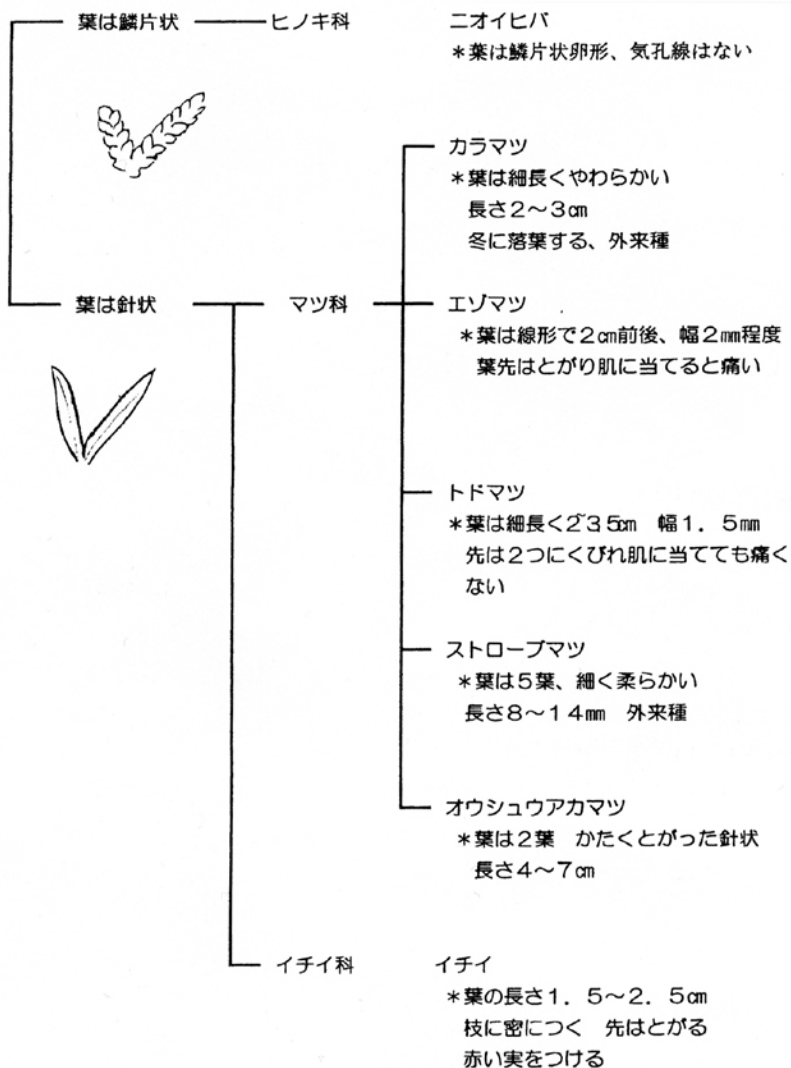 葉は鱗片状 ヒノキ科 ニオイヒバ
*葉は鱗片状卵形、気孔線はない
カラマツ
*葉は細長くやわらかい
長さ2~3㎝
冬に落葉する、外来種
葉は針状 マツ科 エゾマツ
*葉は線形で2㎝前後、幅2㎜程度
葉先はとがり肌に当てると痛い
トドマツ
*葉は細長く2~3.5㎝ 幅1.5㎜
先は2つにくびれ肌に当てても痛く
ない
ストローブマツ
*葉は5葉、細く柔らかい
長さ8~14㎜ 外来種
オウシュウアカマツ
*葉は2葉 かたくとがった針状
長さ4~7㎝
イチイ科 イチイ
*葉の長さ1.5~2.5㎝
枝に密につく 先はとがる
赤い実をつける